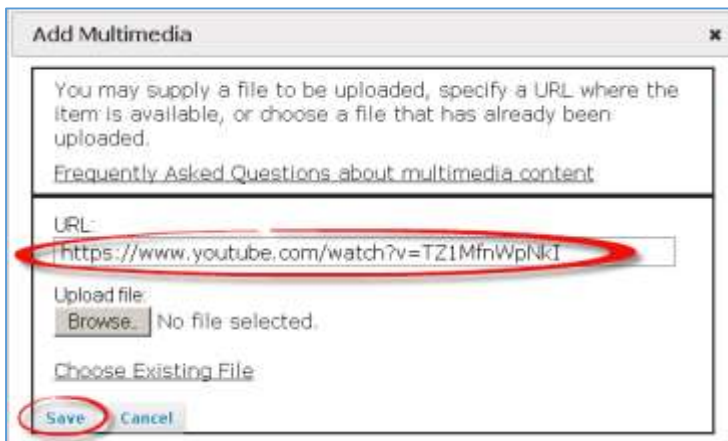 Add Multimedia
You may supply a file to be uploaded, specify a URL where the
item is available, or choose a file that has already been
uploaded.
Frequently Asked Questions about multimedia content
URL:
https://www.youtube.com/watch?v=TZ1MfnWpNkI
Upload file:
Browse. No file selected.
Choose Existing File
Save Cancel